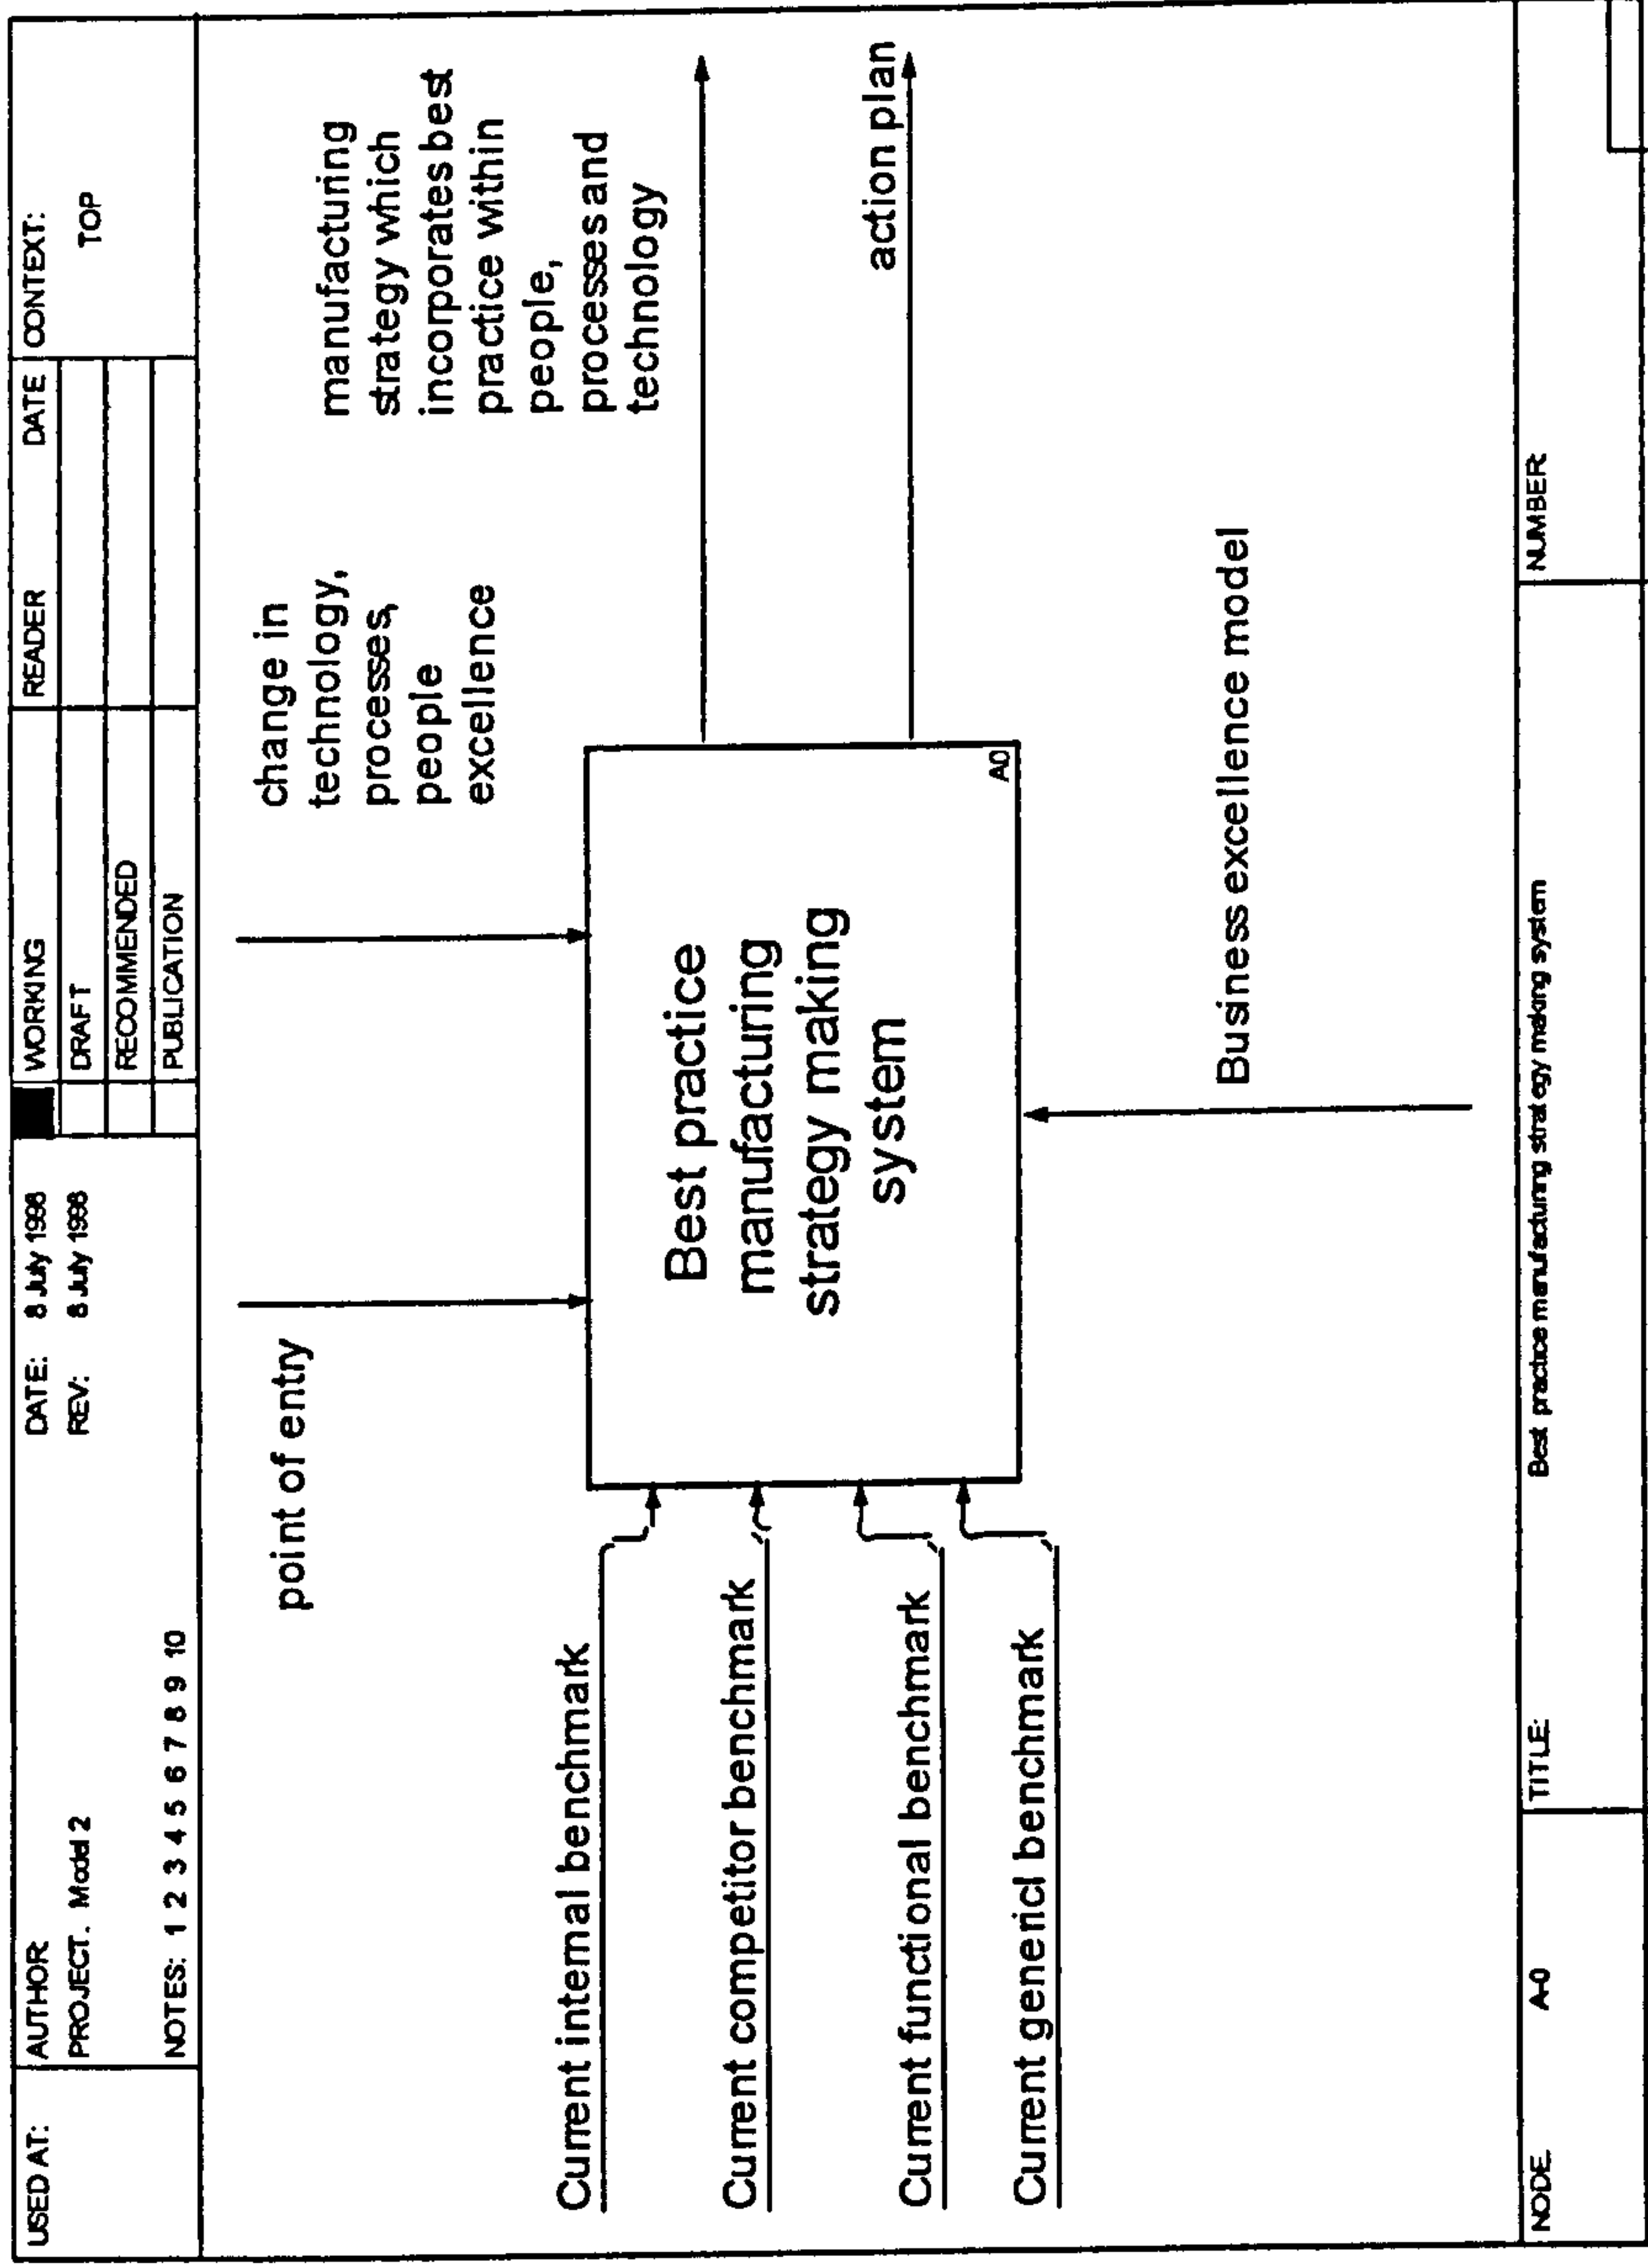 USED AT:
AUTHOR
PROJECT. Model 2
NOTES: 1 2 3 4 5 6 7 8 9 10
DATE: 8 July 1998
REV: 8 July 1998
WORKING
DRAFT
RECOMMENDED
PUBLICATION
READER
DATE
CONTEXT:
TOP
point of entry
change in
technology,
processes,
people
excellence
manufacturing
strategy which
incorporates best
practice within
people,
processes and
technology
action plan
Current internal benchmark
Current competitor benchmark
Current functional benchmark
Current genericl benchmark
Best practice
manufacturing
strategy making
system
A0
Business excellence model
NODE.
A-0
TITLE:
Best practice manufacturing strategy making system
NUMBER